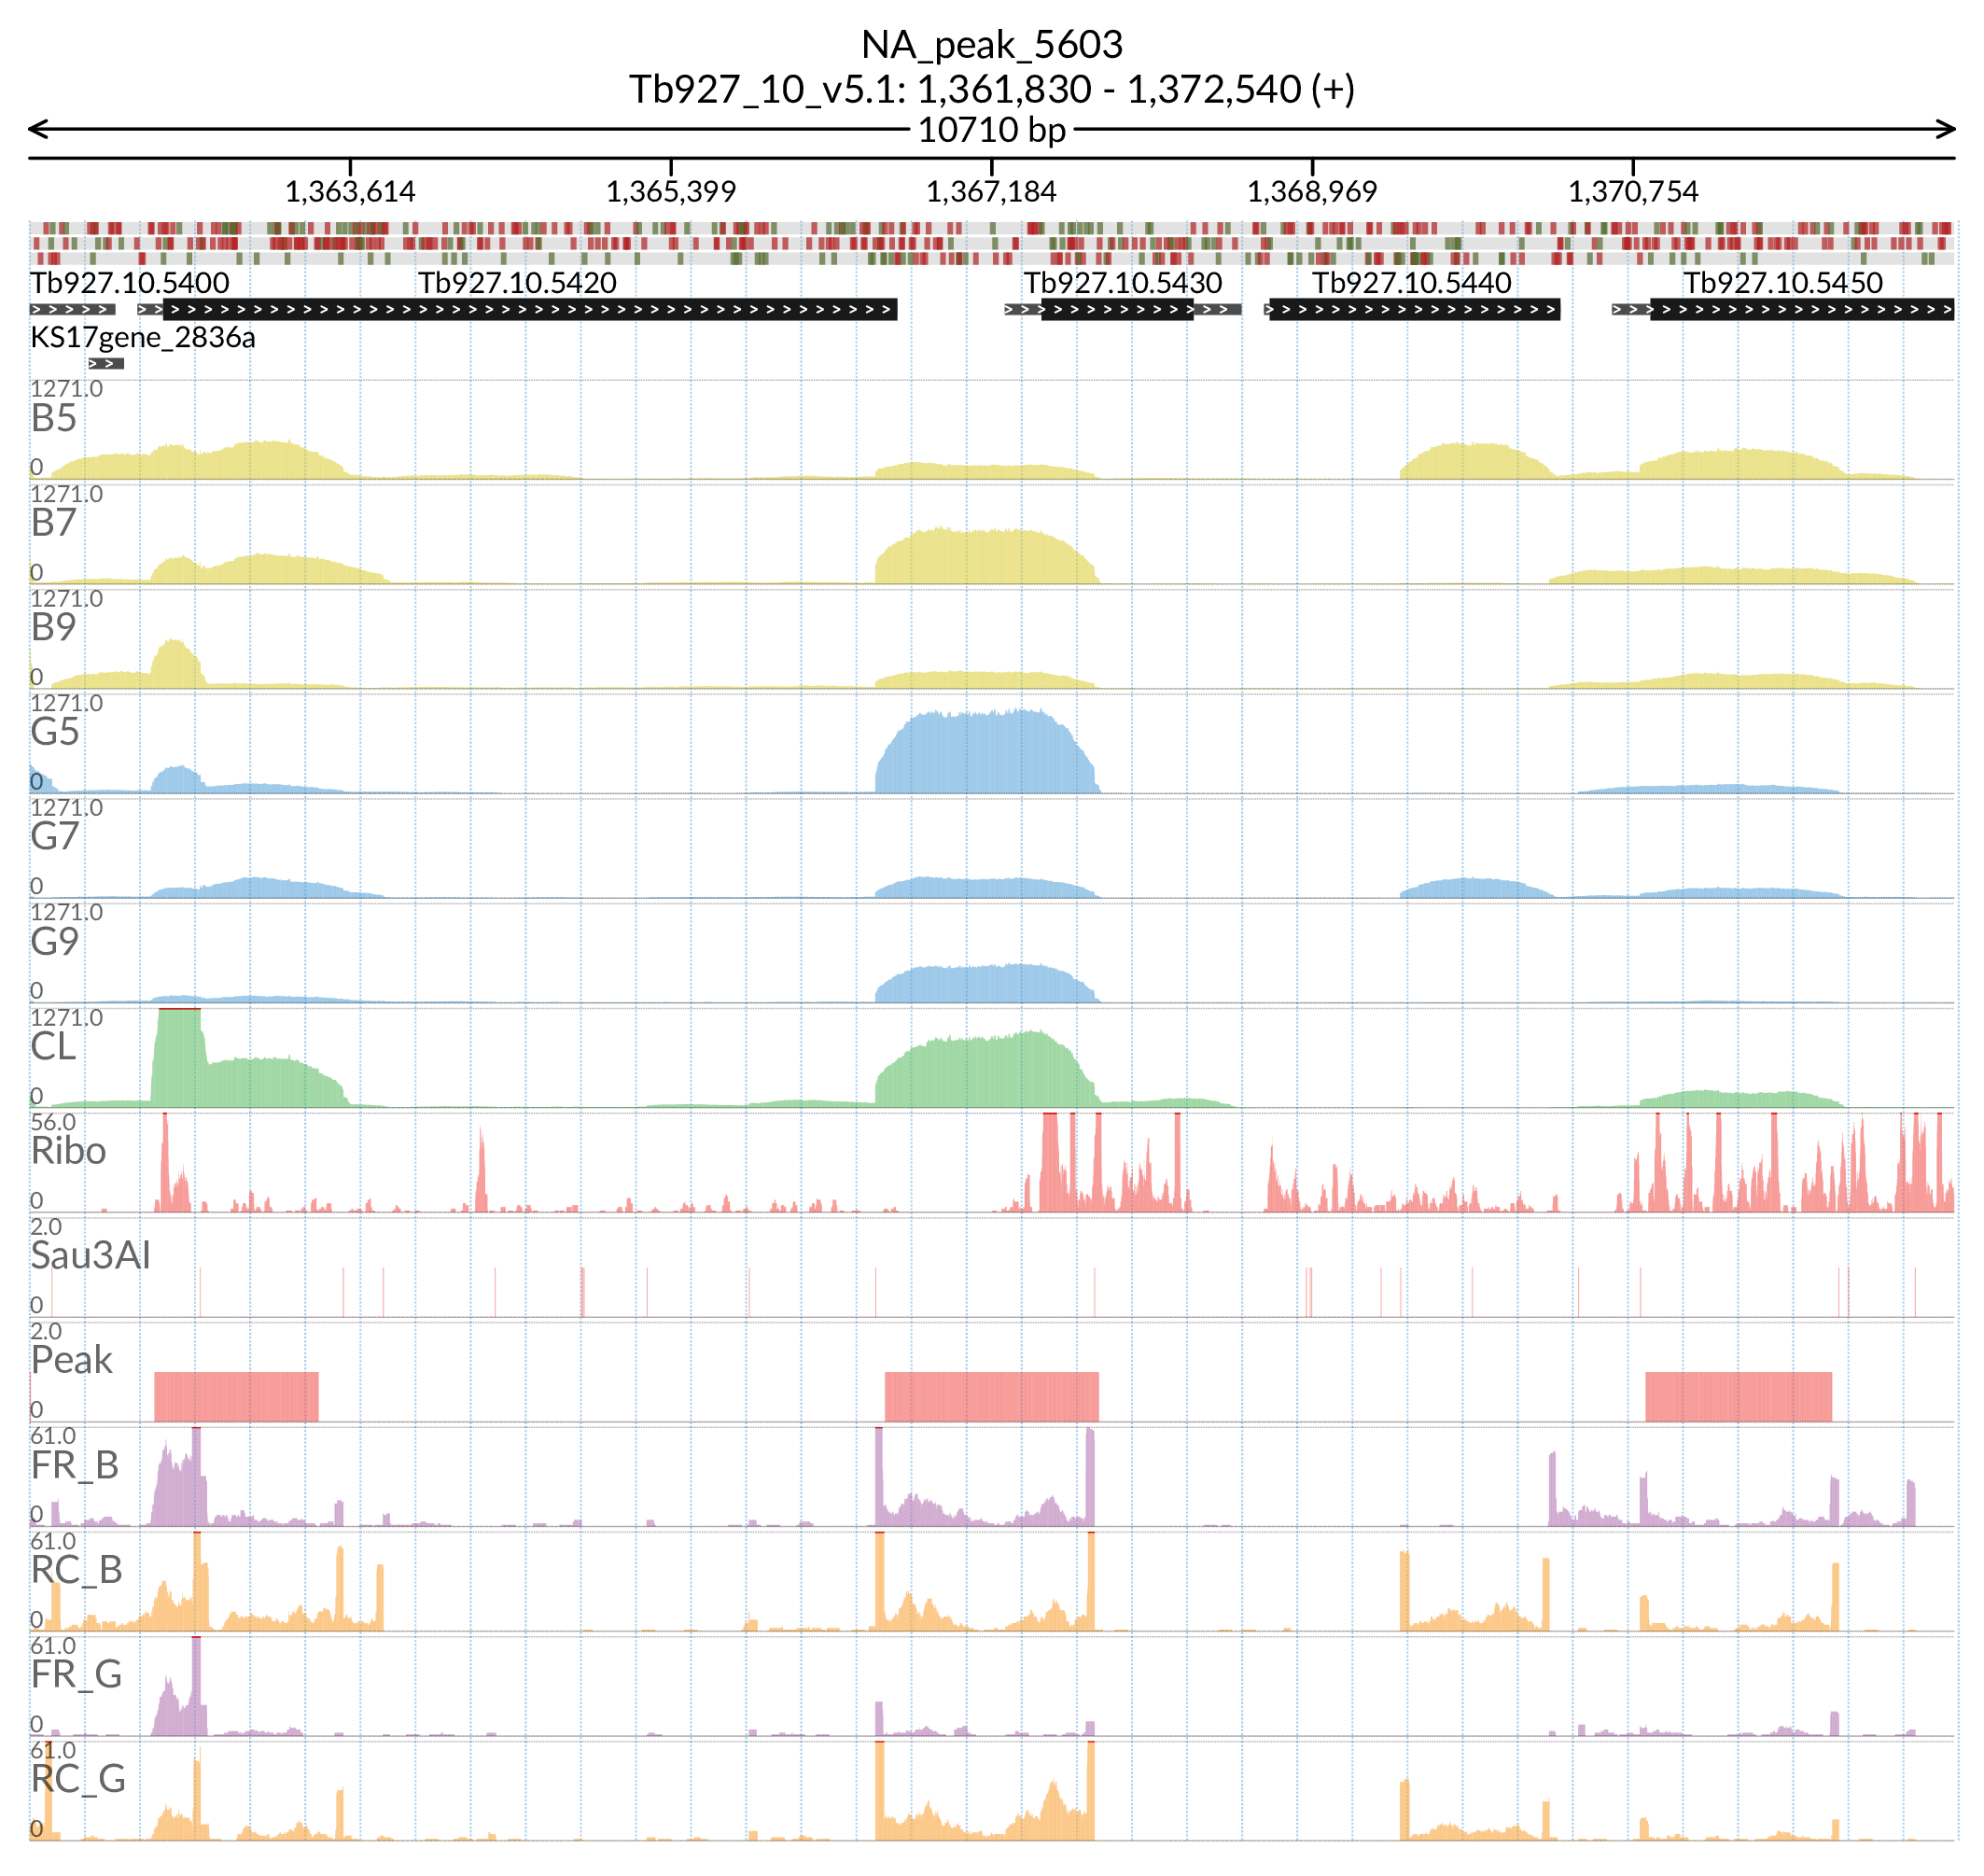 NA_peak_5603
Tb927_10_v5.1: 1,361,830 - 1,372,540 (+)
10710 bp
1,363,614 1,365,399 1,367,184 1,368,969 1,370,754
Tb927.10.5400 Tb927.10.5420 Tb927.10.5430 Tb927.10.5440 Tb927.10.5450
KS17gene_2836a
1271.0
B5
0
1271.0
B7
0
1271.0
B9
0
1271.0
G5
0
1271.0
G7
0
1271.0
G9
0
1271.0
CL
0
56.0
Ribo
0
2.0
Sau3AI
0
2.0
Peak
0
61.0
FR_B
0
61.0
RC_B
0
61.0
FR_G
0
61.0
RC_G
0